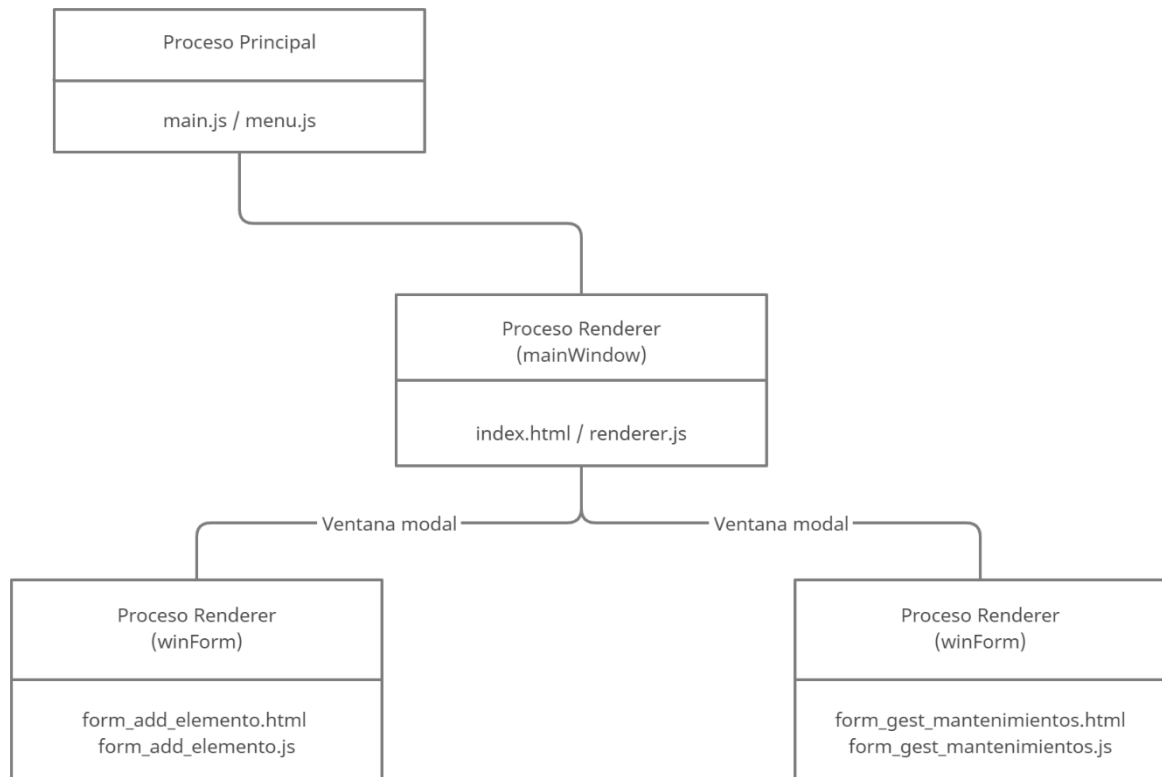 Proceso Principal
main.js / menu.js
Proceso Renderer
(mainWindow)
index.html / renderer.js
Ventana modal
Ventana modal
Proceso Renderer
(winForm)
form_add_elemento.html
form_add_elemento.js
Proceso Renderer
(winForm)
form_gest_mantenimientos.html
form_gest_mantenimientos.js